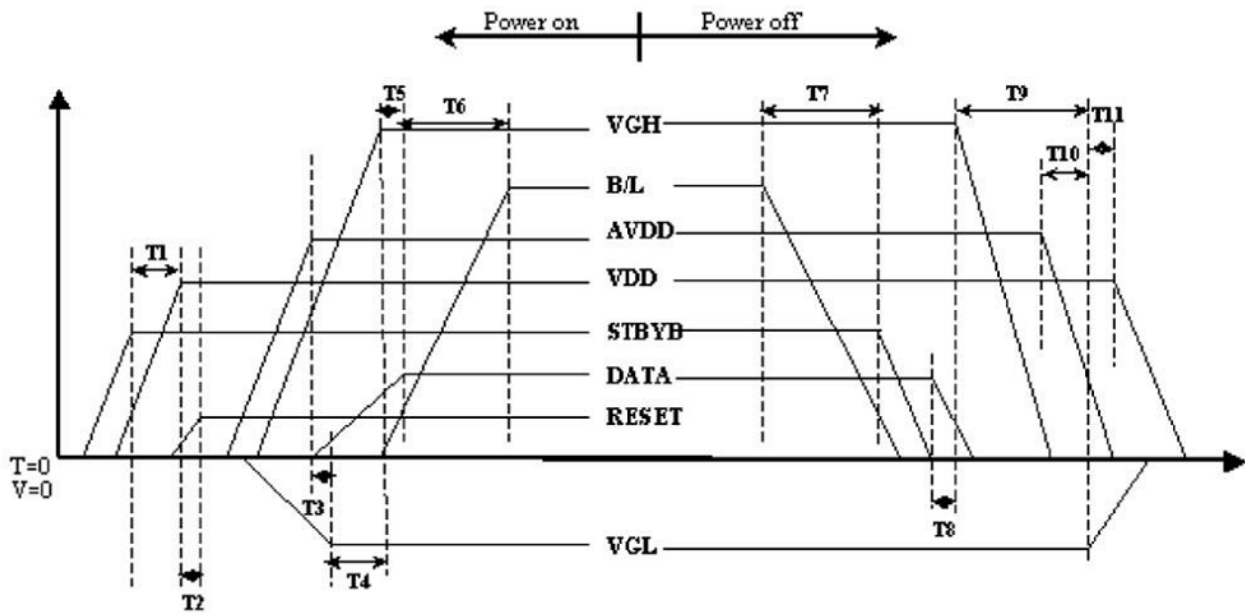 Power on
Power off
T5
T6
T7
T9
T11
T10
T1
VGH
B/L
AVDD
VDD
STBYB
DATA
RESET
T=0
V=0
T3
T8
T4
T2
VGL